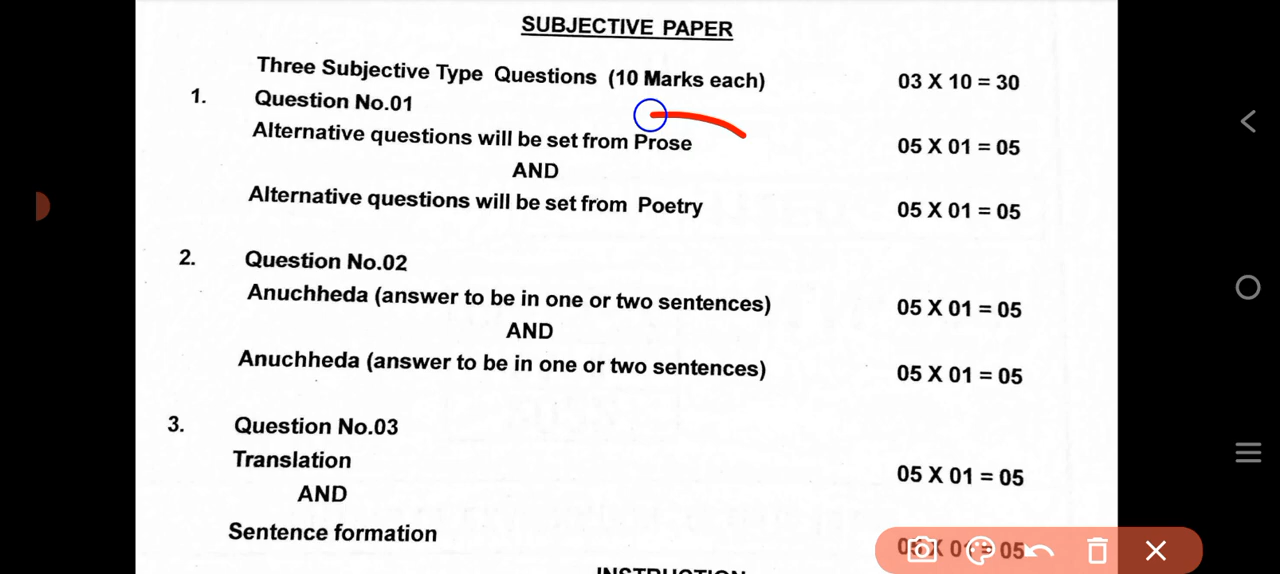 SUBJECTIVE PAPER
Three Subjective Type Questions (10 Marks each) 03 X 10 = 30
1. Question No.01
Alternative questions will be set from Prose 05 X 01 = 05
AND
Alternative questions will be set from Poetry 05 X 01 = 05
2. Question No.02
Anuchheda (answer to be in one or two sentences) 05 X 01 = 05
AND
Anuchheda (answer to be in one or two sentences) 05 X 01 = 05
3. Question No.03
Translation 05 X 01 = 05
AND
Sentence formation 05 X 01 = 05
INSTRUCTION